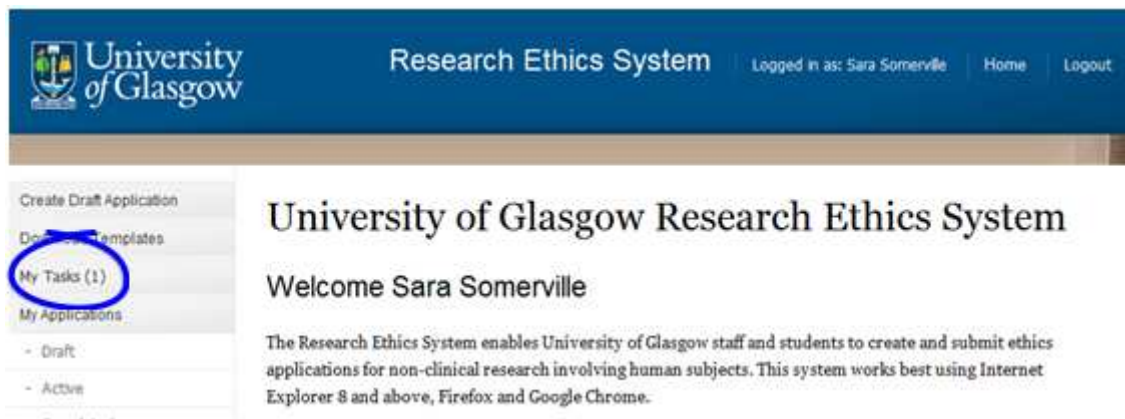 University
of Glasgow
Research Ethics System
Logged in as: Sara Somerville
Home
Logout
Create Draft Application
Download Templates
My Tasks (1)
My Applications
- Draft
- Active
University of Glasgow Research Ethics System
Welcome Sara Somerville
The Research Ethics System enables University of Glasgow staff and students to create and submit ethics
applications for non-clinical research involving human subjects. This system works best using Internet
Explorer 8 and above, Firefox and Google Chrome.